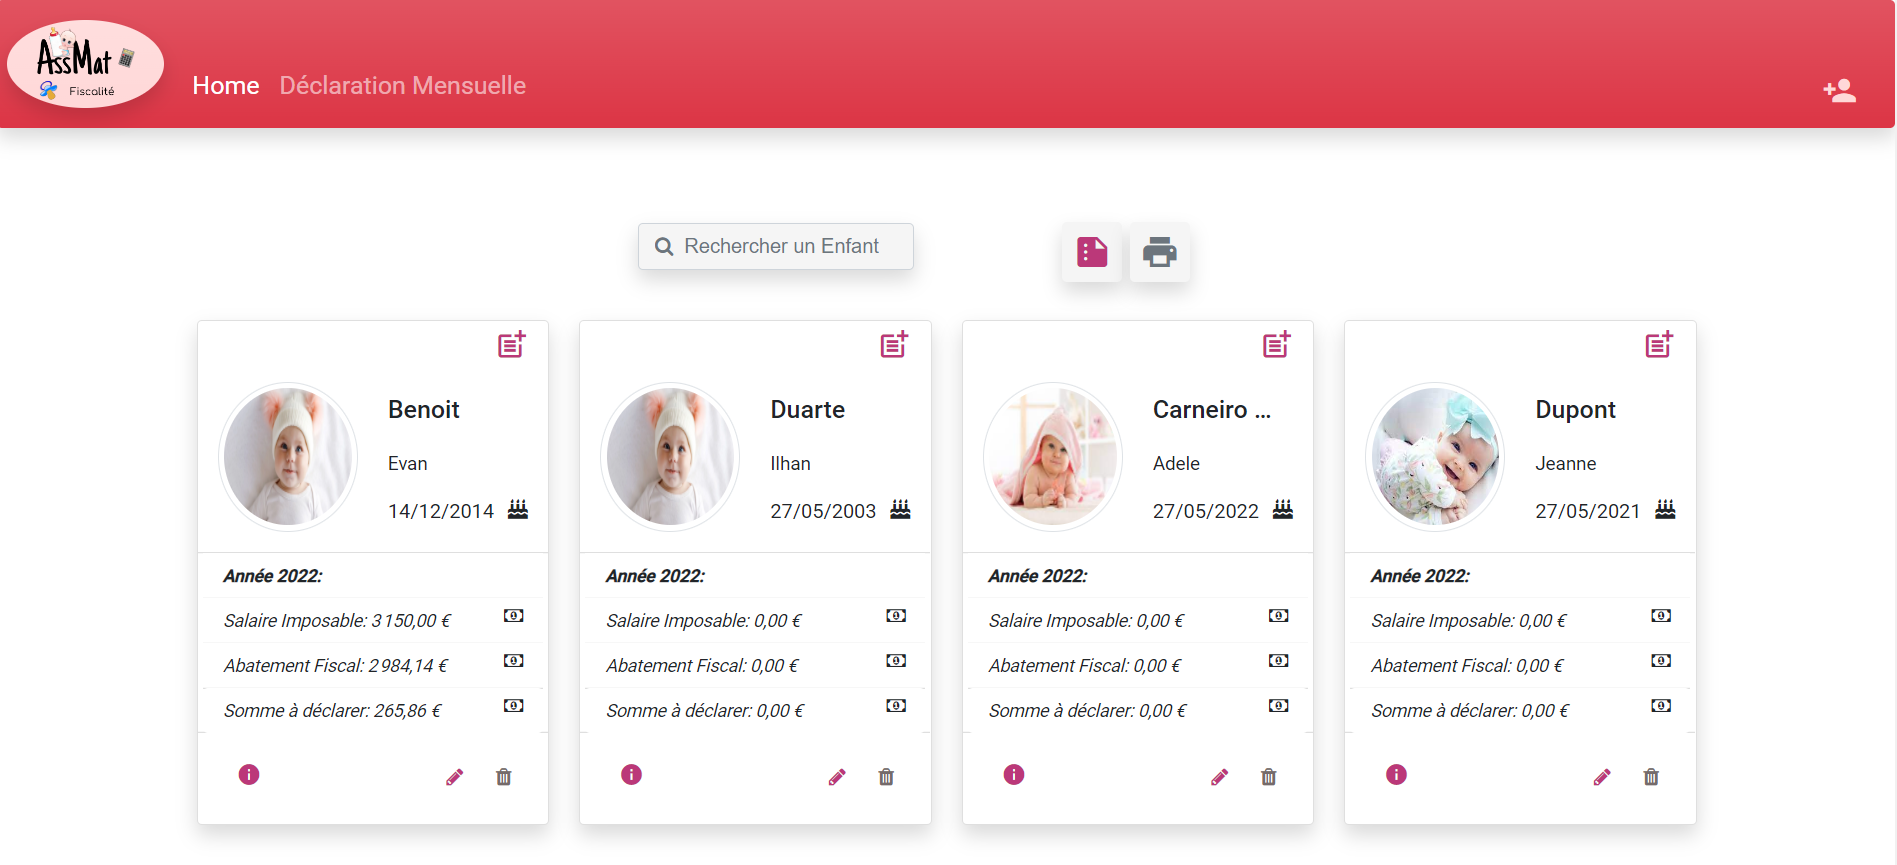 AssMat
Fiscalité
Home Déclaration Mensuelle
Rechercher un Enfant
Benoit
Evan
14/12/2014
Année 2022:
Salaire Imposable: 3 150,00 €
Abatement Fiscal: 2 984,14 €
Somme à déclarer: 265,86 €
Duarte
Ilhan
27/05/2003
Année 2022:
Salaire Imposable: 0,00 €
Abatement Fiscal: 0,00 €
Somme à déclarer: 0,00 €
Carneiro ...
Adele
27/05/2022
Année 2022:
Salaire Imposable: 0,00 €
Abatement Fiscal: 0,00 €
Somme à déclarer: 0,00 €
Dupont
Jeanne
27/05/2021
Année 2022:
Salaire Imposable: 0,00 €
Abatement Fiscal: 0,00 €
Somme à déclarer: 0,00 €